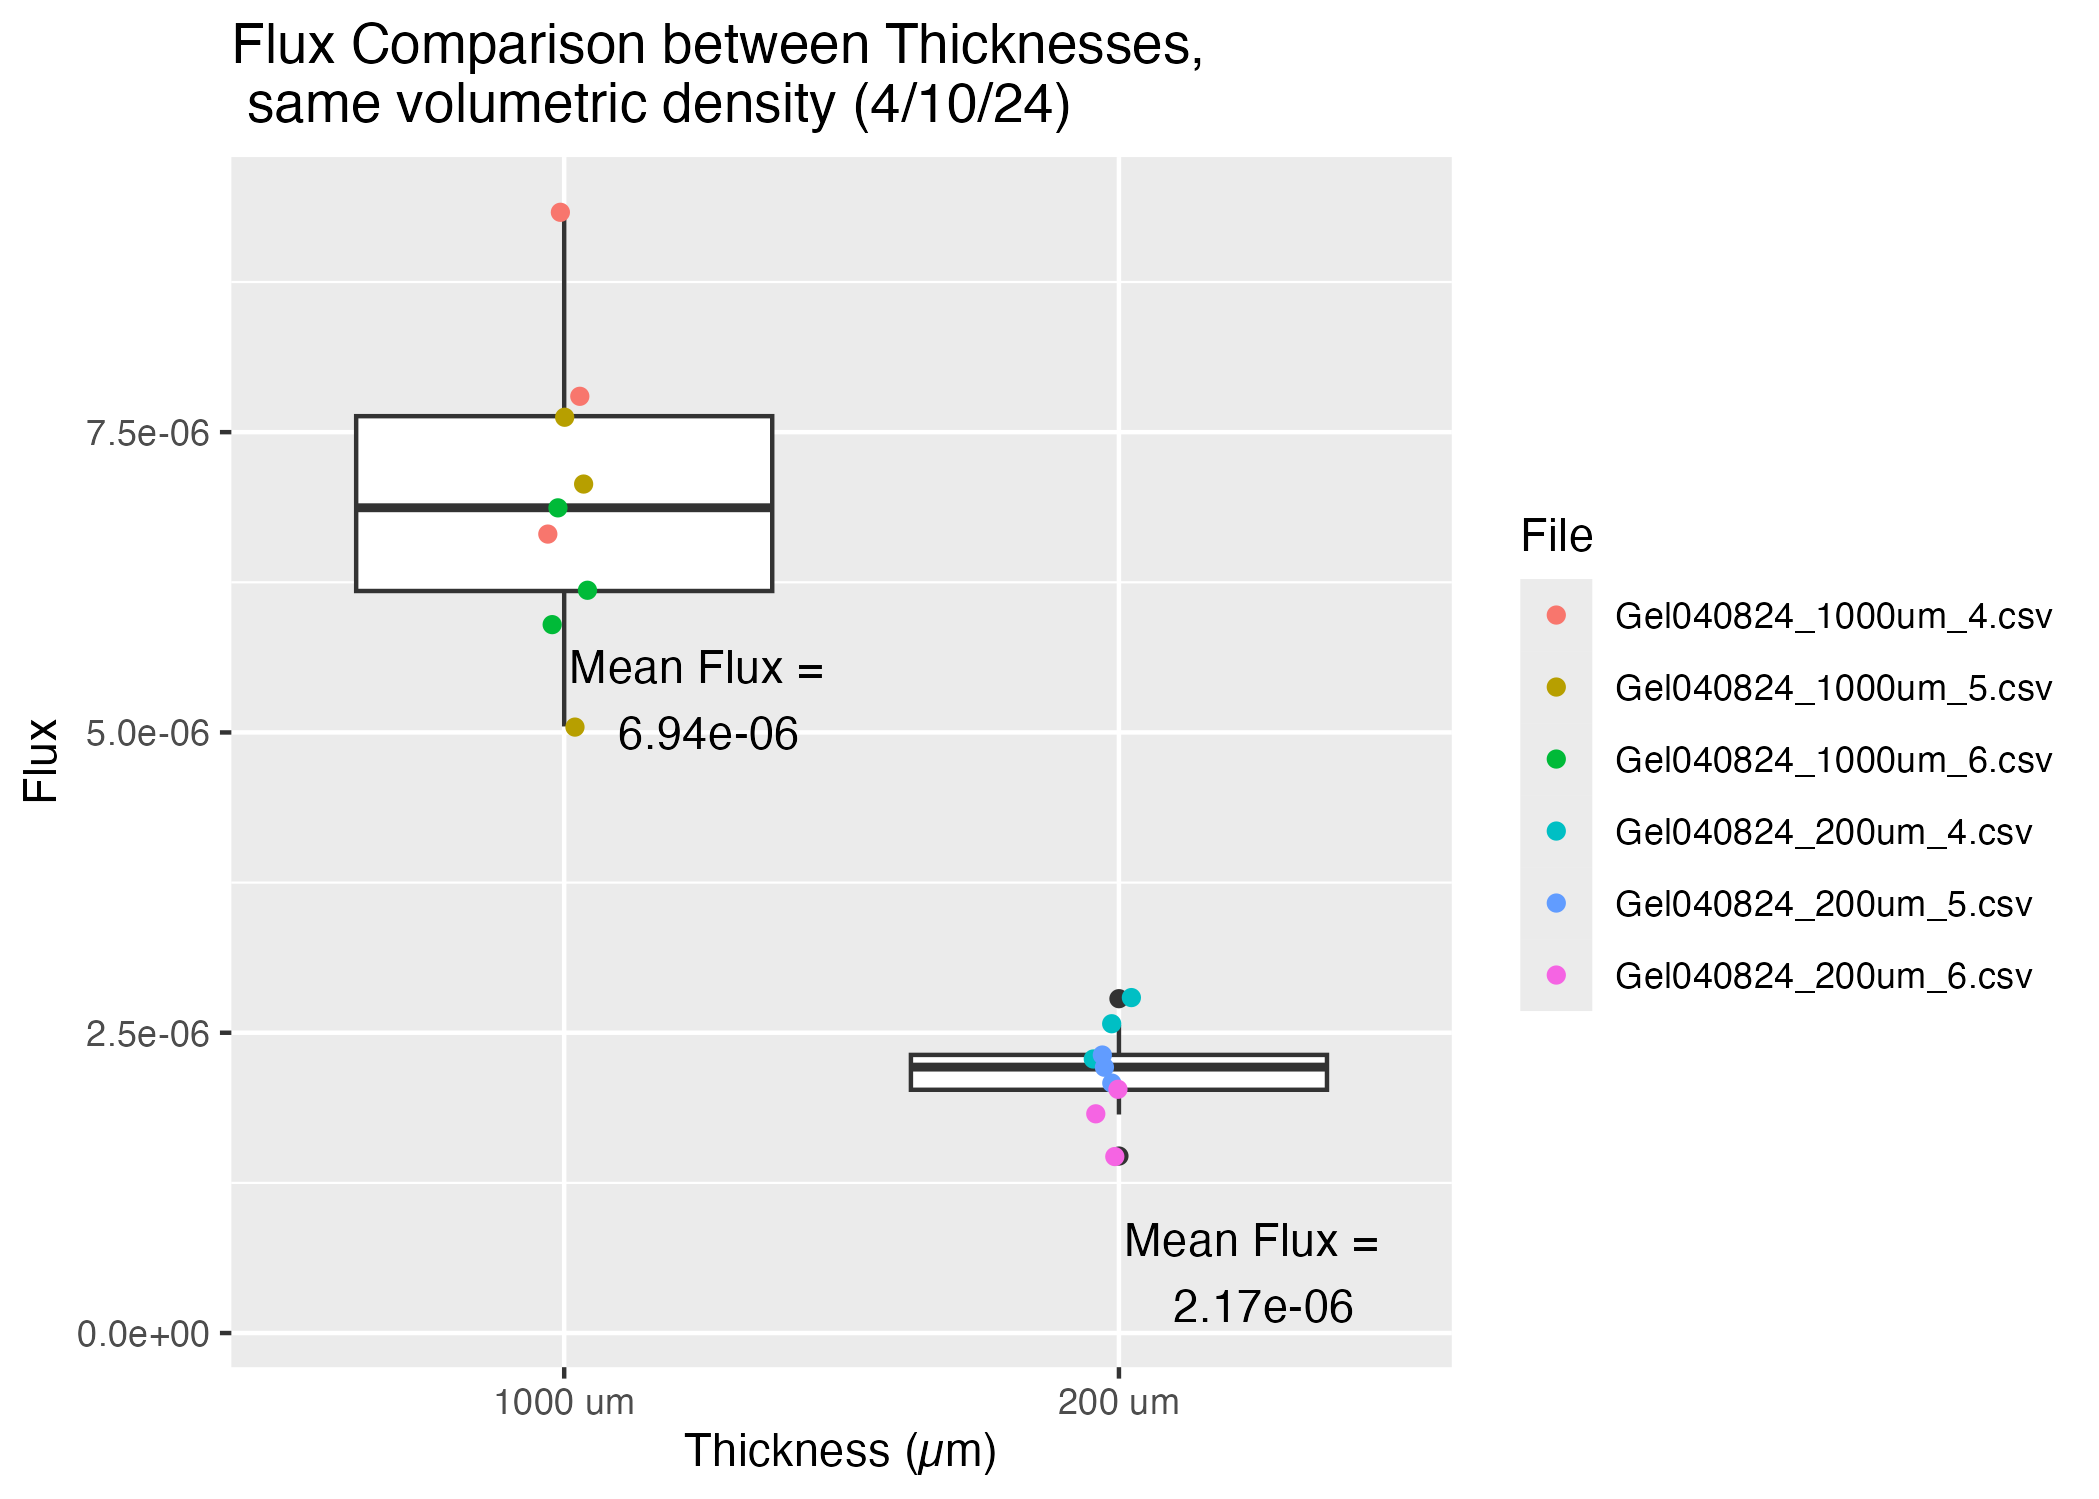 Flux Comparison between Thicknesses,
same volumetric density (4/10/24)
Flux
7.5e-06
5.0e-06
2.5e-06
0.0e+00
Mean Flux =
6.94e-06
Mean Flux =
2.17e-06
1000 um
200 um
Thickness (µm)
File
Gel040824_1000um_4.csv
Gel040824_1000um_5.csv
Gel040824_1000um_6.csv
Gel040824_200um_4.csv
Gel040824_200um_5.csv
Gel040824_200um_6.csv